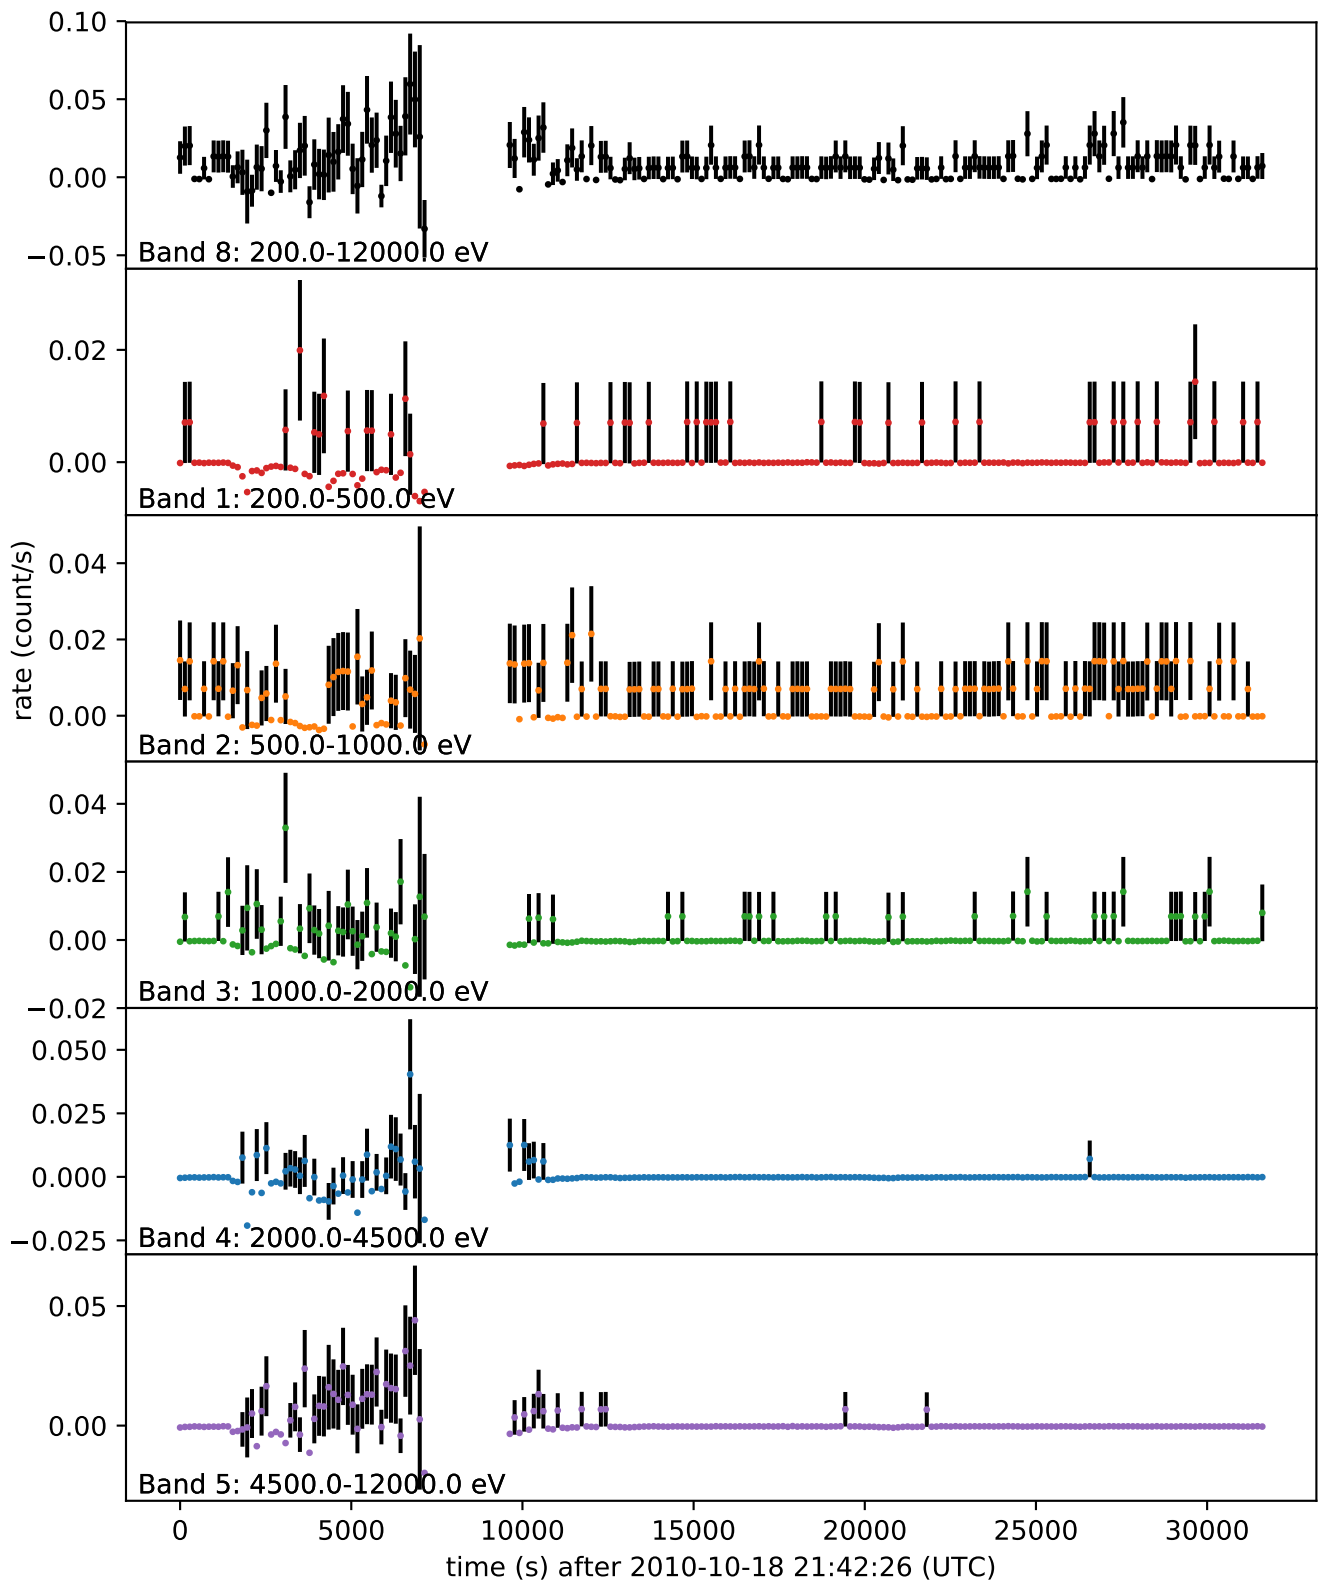 0.10
0.05
0.00
−0.05
Band 8: 200.0-12000.0 eV
0.02
0.00
Band 1: 200.0-500.0 eV
0.04
0.02
0.00
Band 2: 500.0-1000.0 eV
rate (count/s)
0.04
0.02
0.00
−0.02
Band 3: 1000.0-2000.0 eV
0.050
0.025
0.000
−0.025
Band 4: 2000.0-4500.0 eV
0.05
0.00
Band 5: 4500.0-12000.0 eV
0 5000 10000 15000 20000 25000 30000
time (s) after 2010-10-18 21:42:26 (UTC)